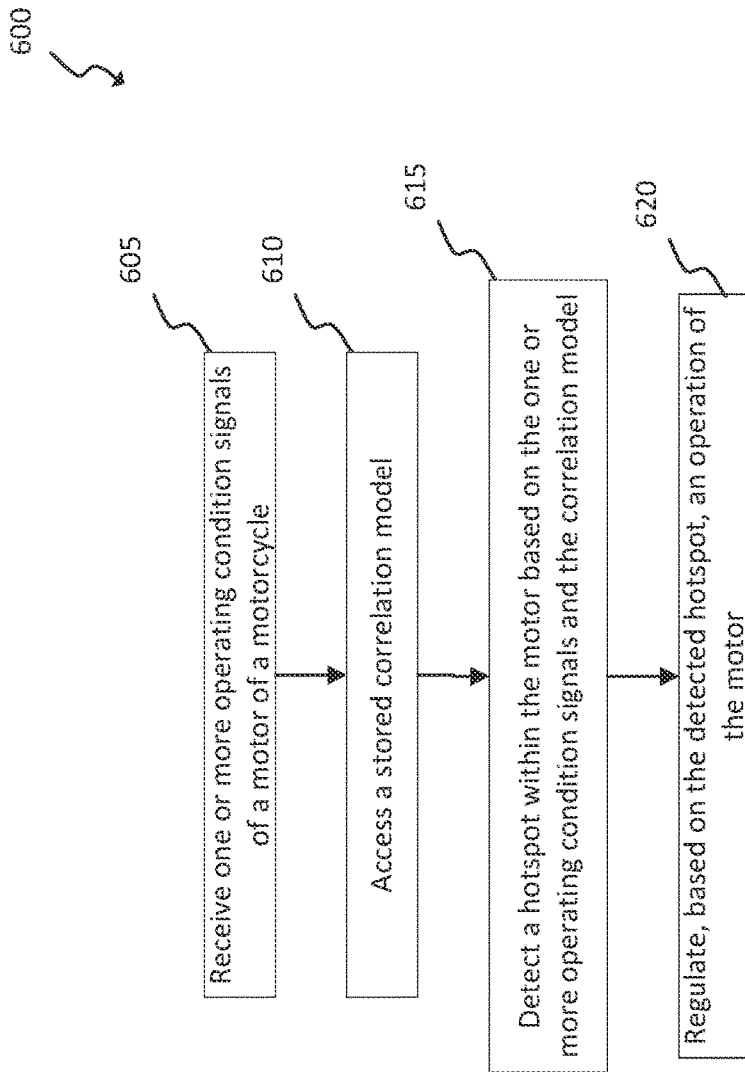 600
605
Receive one or more operating condition signals
of a motor of a motorcycle
610
Access a stored correlation model
615
Detect a hotspot within the motor based on the one or
more operating condition signals and the correlation model
620
Regulate, based on the detected hotspot, an operation of
the motor